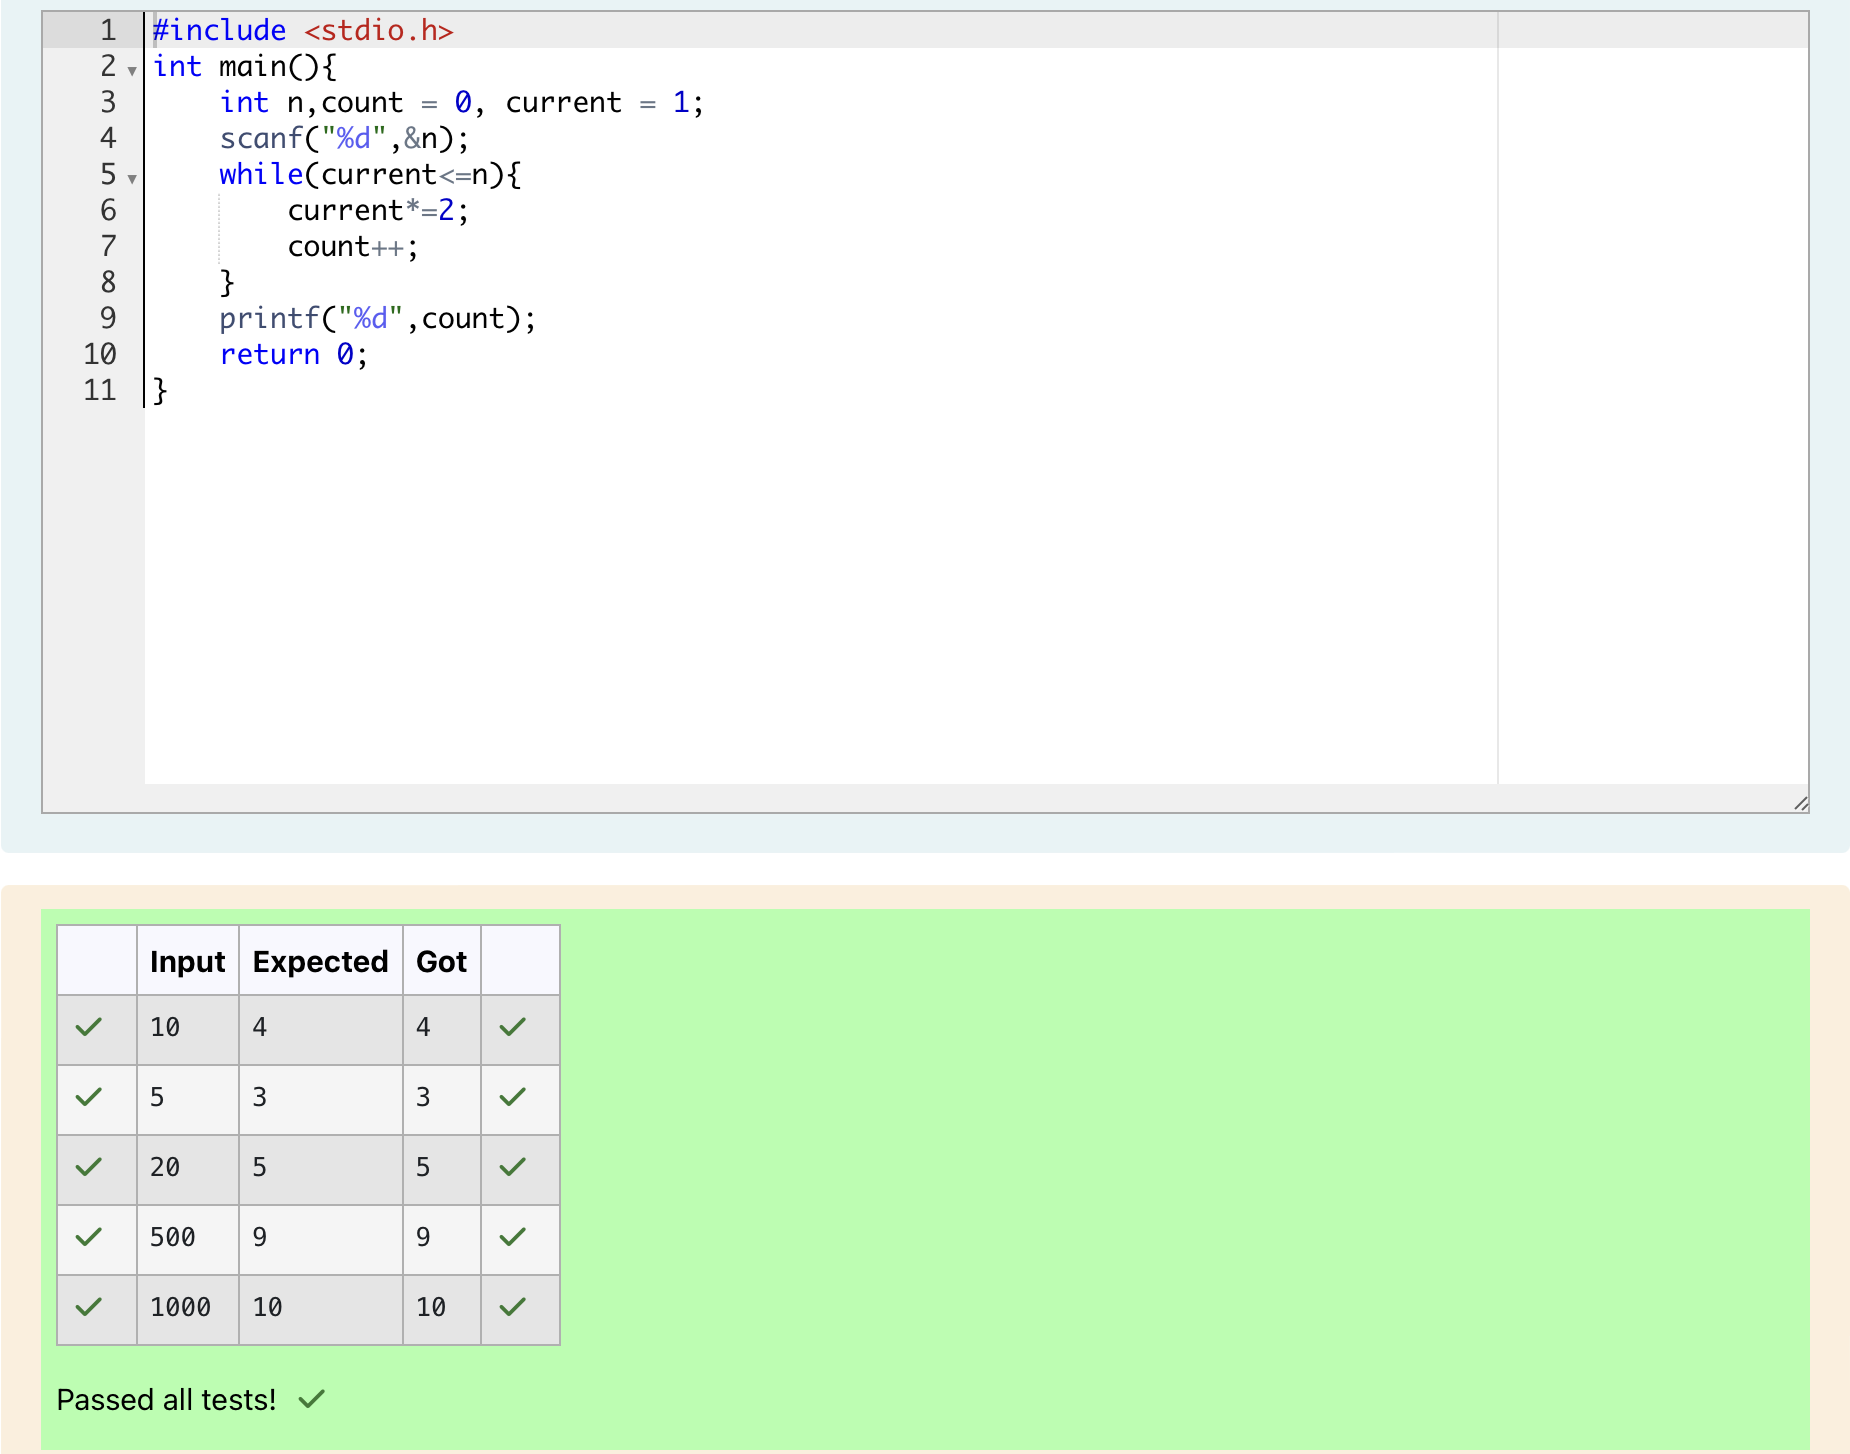 1 #include <stdio.h>
2 int main(){
3     int n,count = 0, current = 1;
4     scanf("%d",&n);
5     while(current<=n){
6         current*=2;
7         count++;
8     }
9     printf("%d",count);
10     return 0;
11 }
Input Expected Got
10 4 4
5 3 3
20 5 5
500 9 9
1000 10 10
Passed all tests!